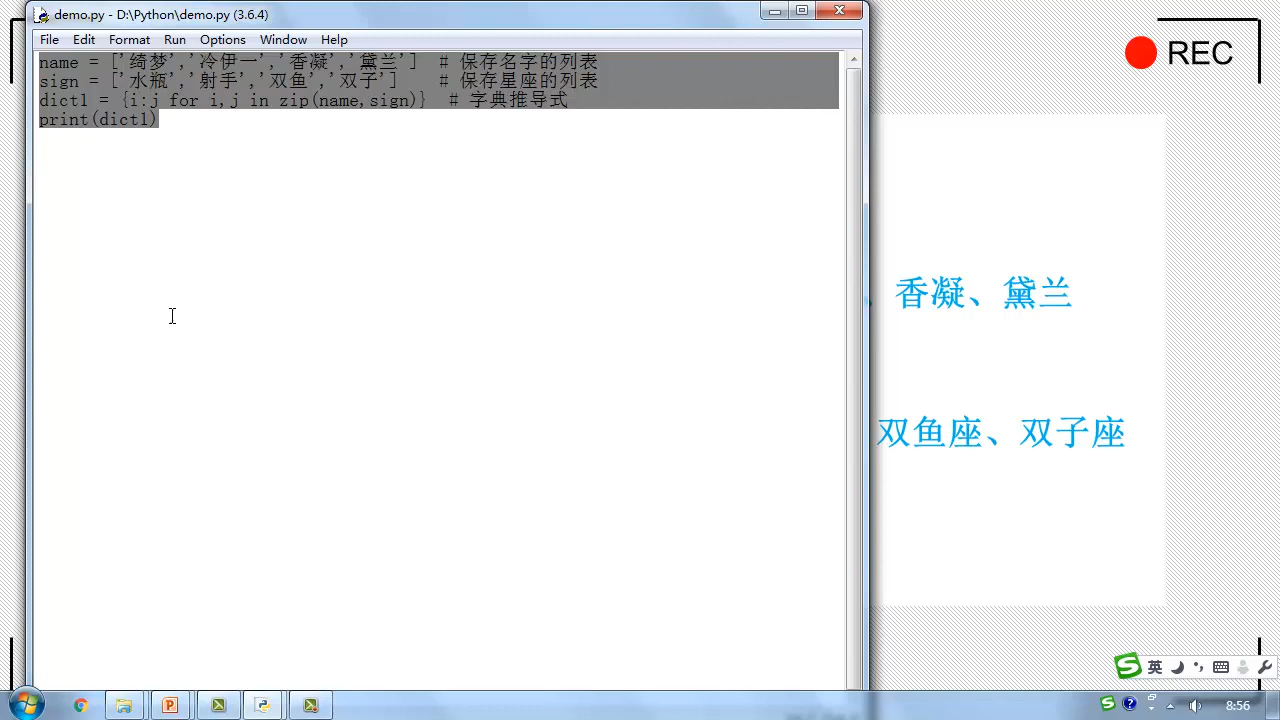 demo.py - D:\Python\demo.py (3.6.4)
File Edit Format Run Options Window Help
name = ['绮梦','冷伊一','香凝','黛兰'] # 保存名字的列表
sign = ['水瓶','射手','双鱼','双子'] # 保存星座的列表
dict1 = {i:j for i,j in zip(name,sign)} # 字典推导式
print(dict1)
REC
、香凝、黛兰
双鱼座、双子座
英
8:56